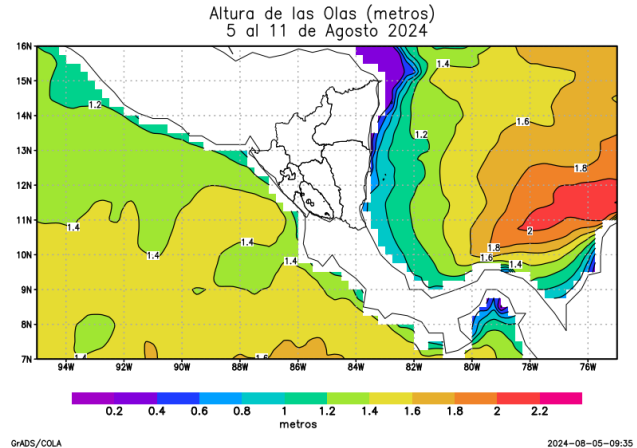 Altura de las Olas (metros)
5 al 11 de Agosto 2024
16N
15N
14N
13N
12N
11N
10N
9N
8N
7N
1.4
1.2
1.2
1.6
1.8
1.4
1.4
1.4
1.4
2
1.8
1.6
1.4
1.4
1.6
94W
92W
90W
88W
86W
84W
82W
80W
78W
76W
0.2
0.4
0.6
0.8
1
1.2
1.4
1.6
1.8
2
2.2
metros
GrADS/COLA
2024-08-05-09:35